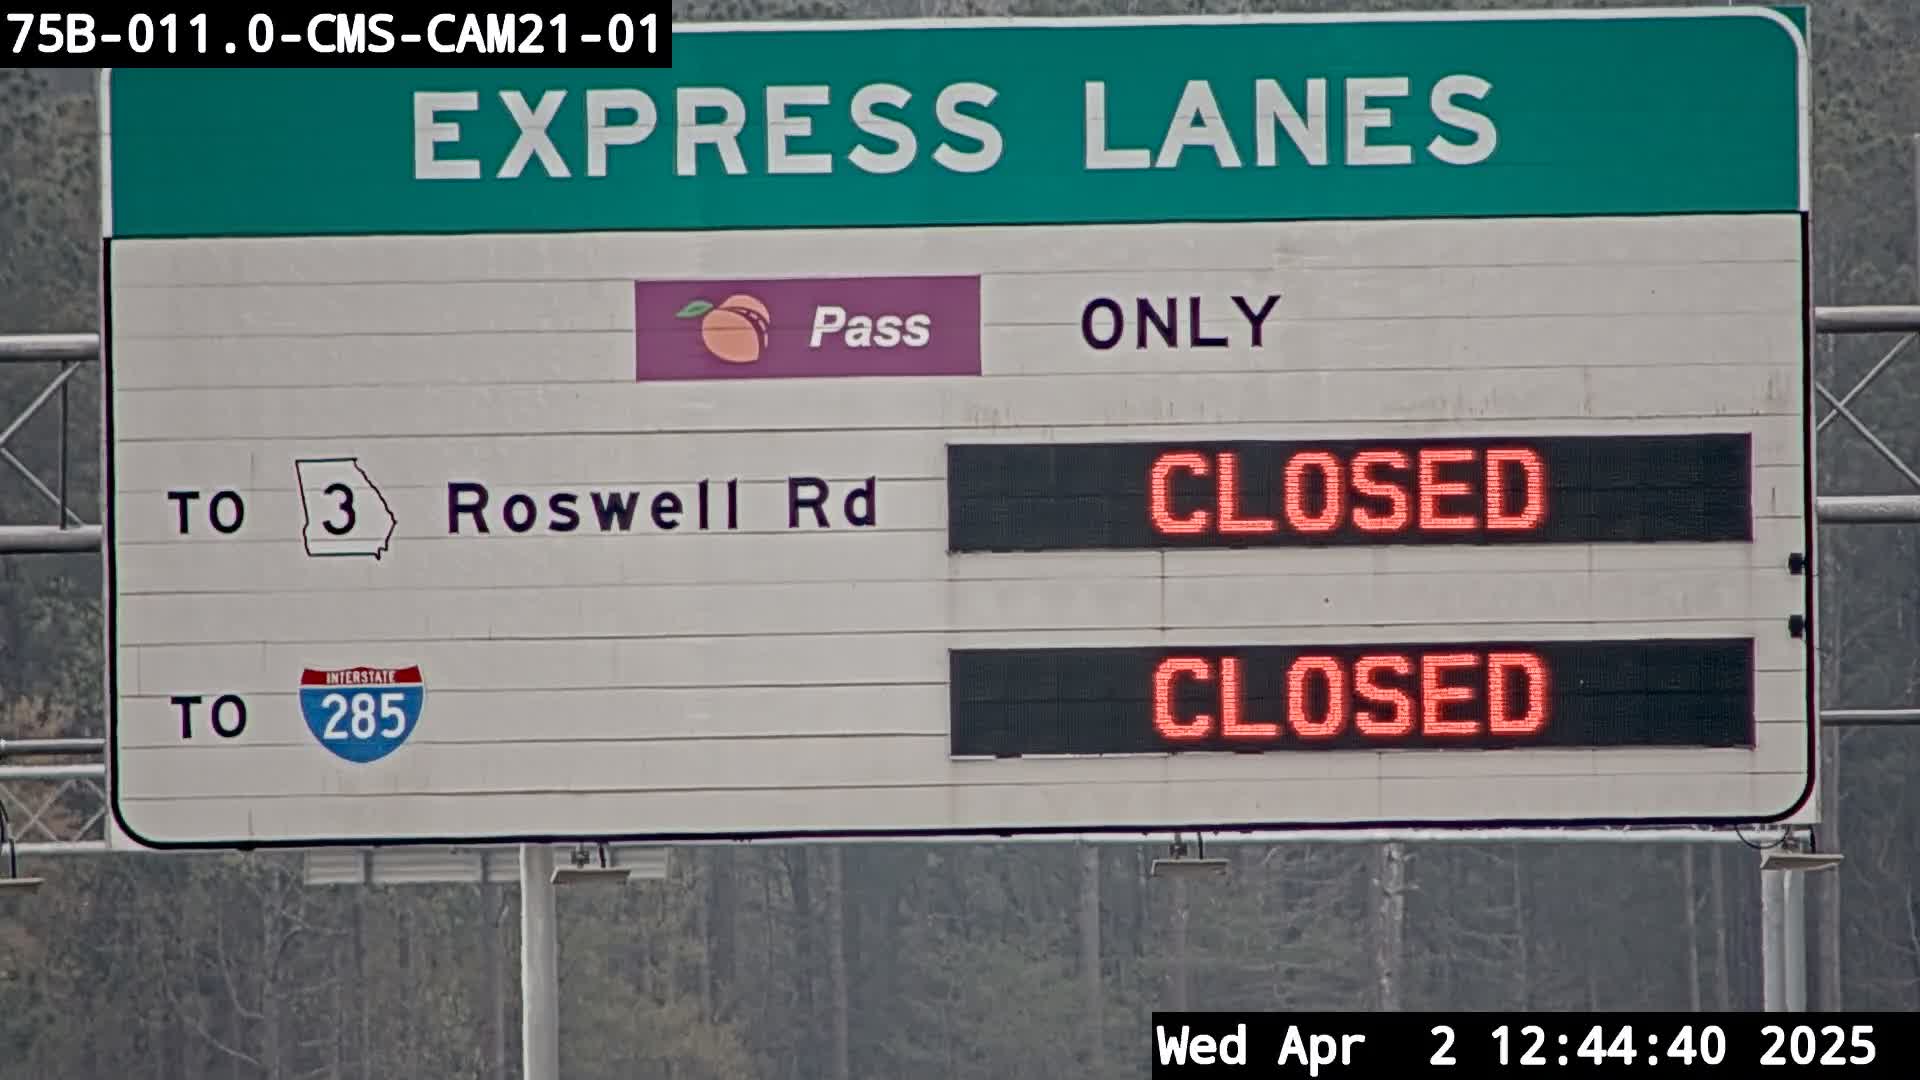 75B-011.0-CMS-CAM21-01
EXPRESS LANES
Pass ONLY
TO 3 Roswell Rd CLOSED
TO INTERSTATE 285 CLOSED
Wed Apr 2 12:44:40 2025